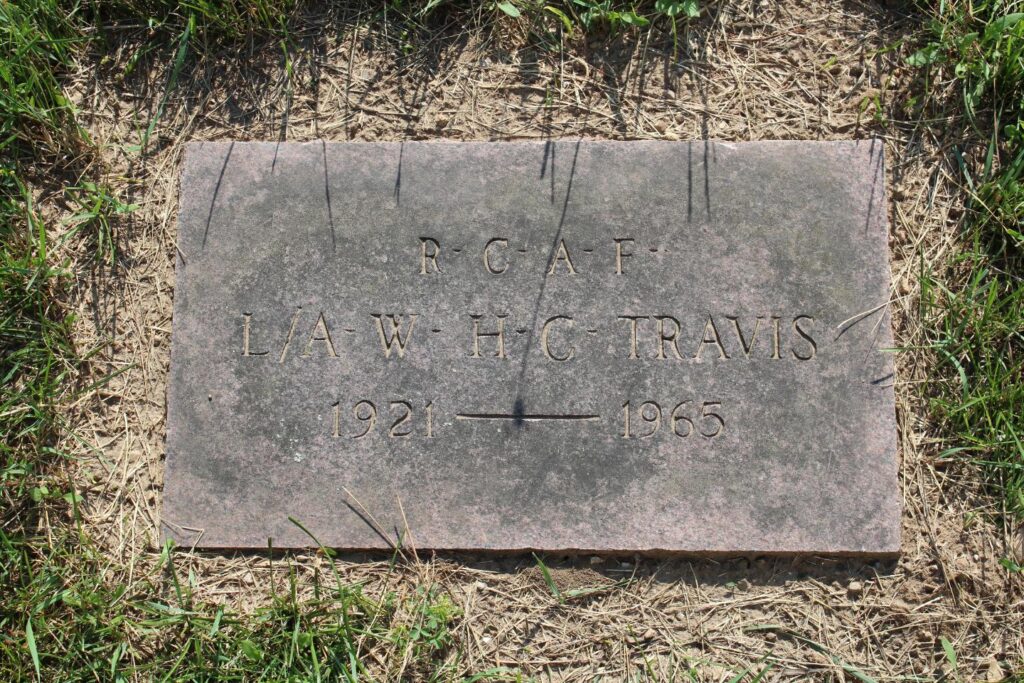 R·C·A·F·
L/A·W· H·C· TRAVIS
1921 — 1965